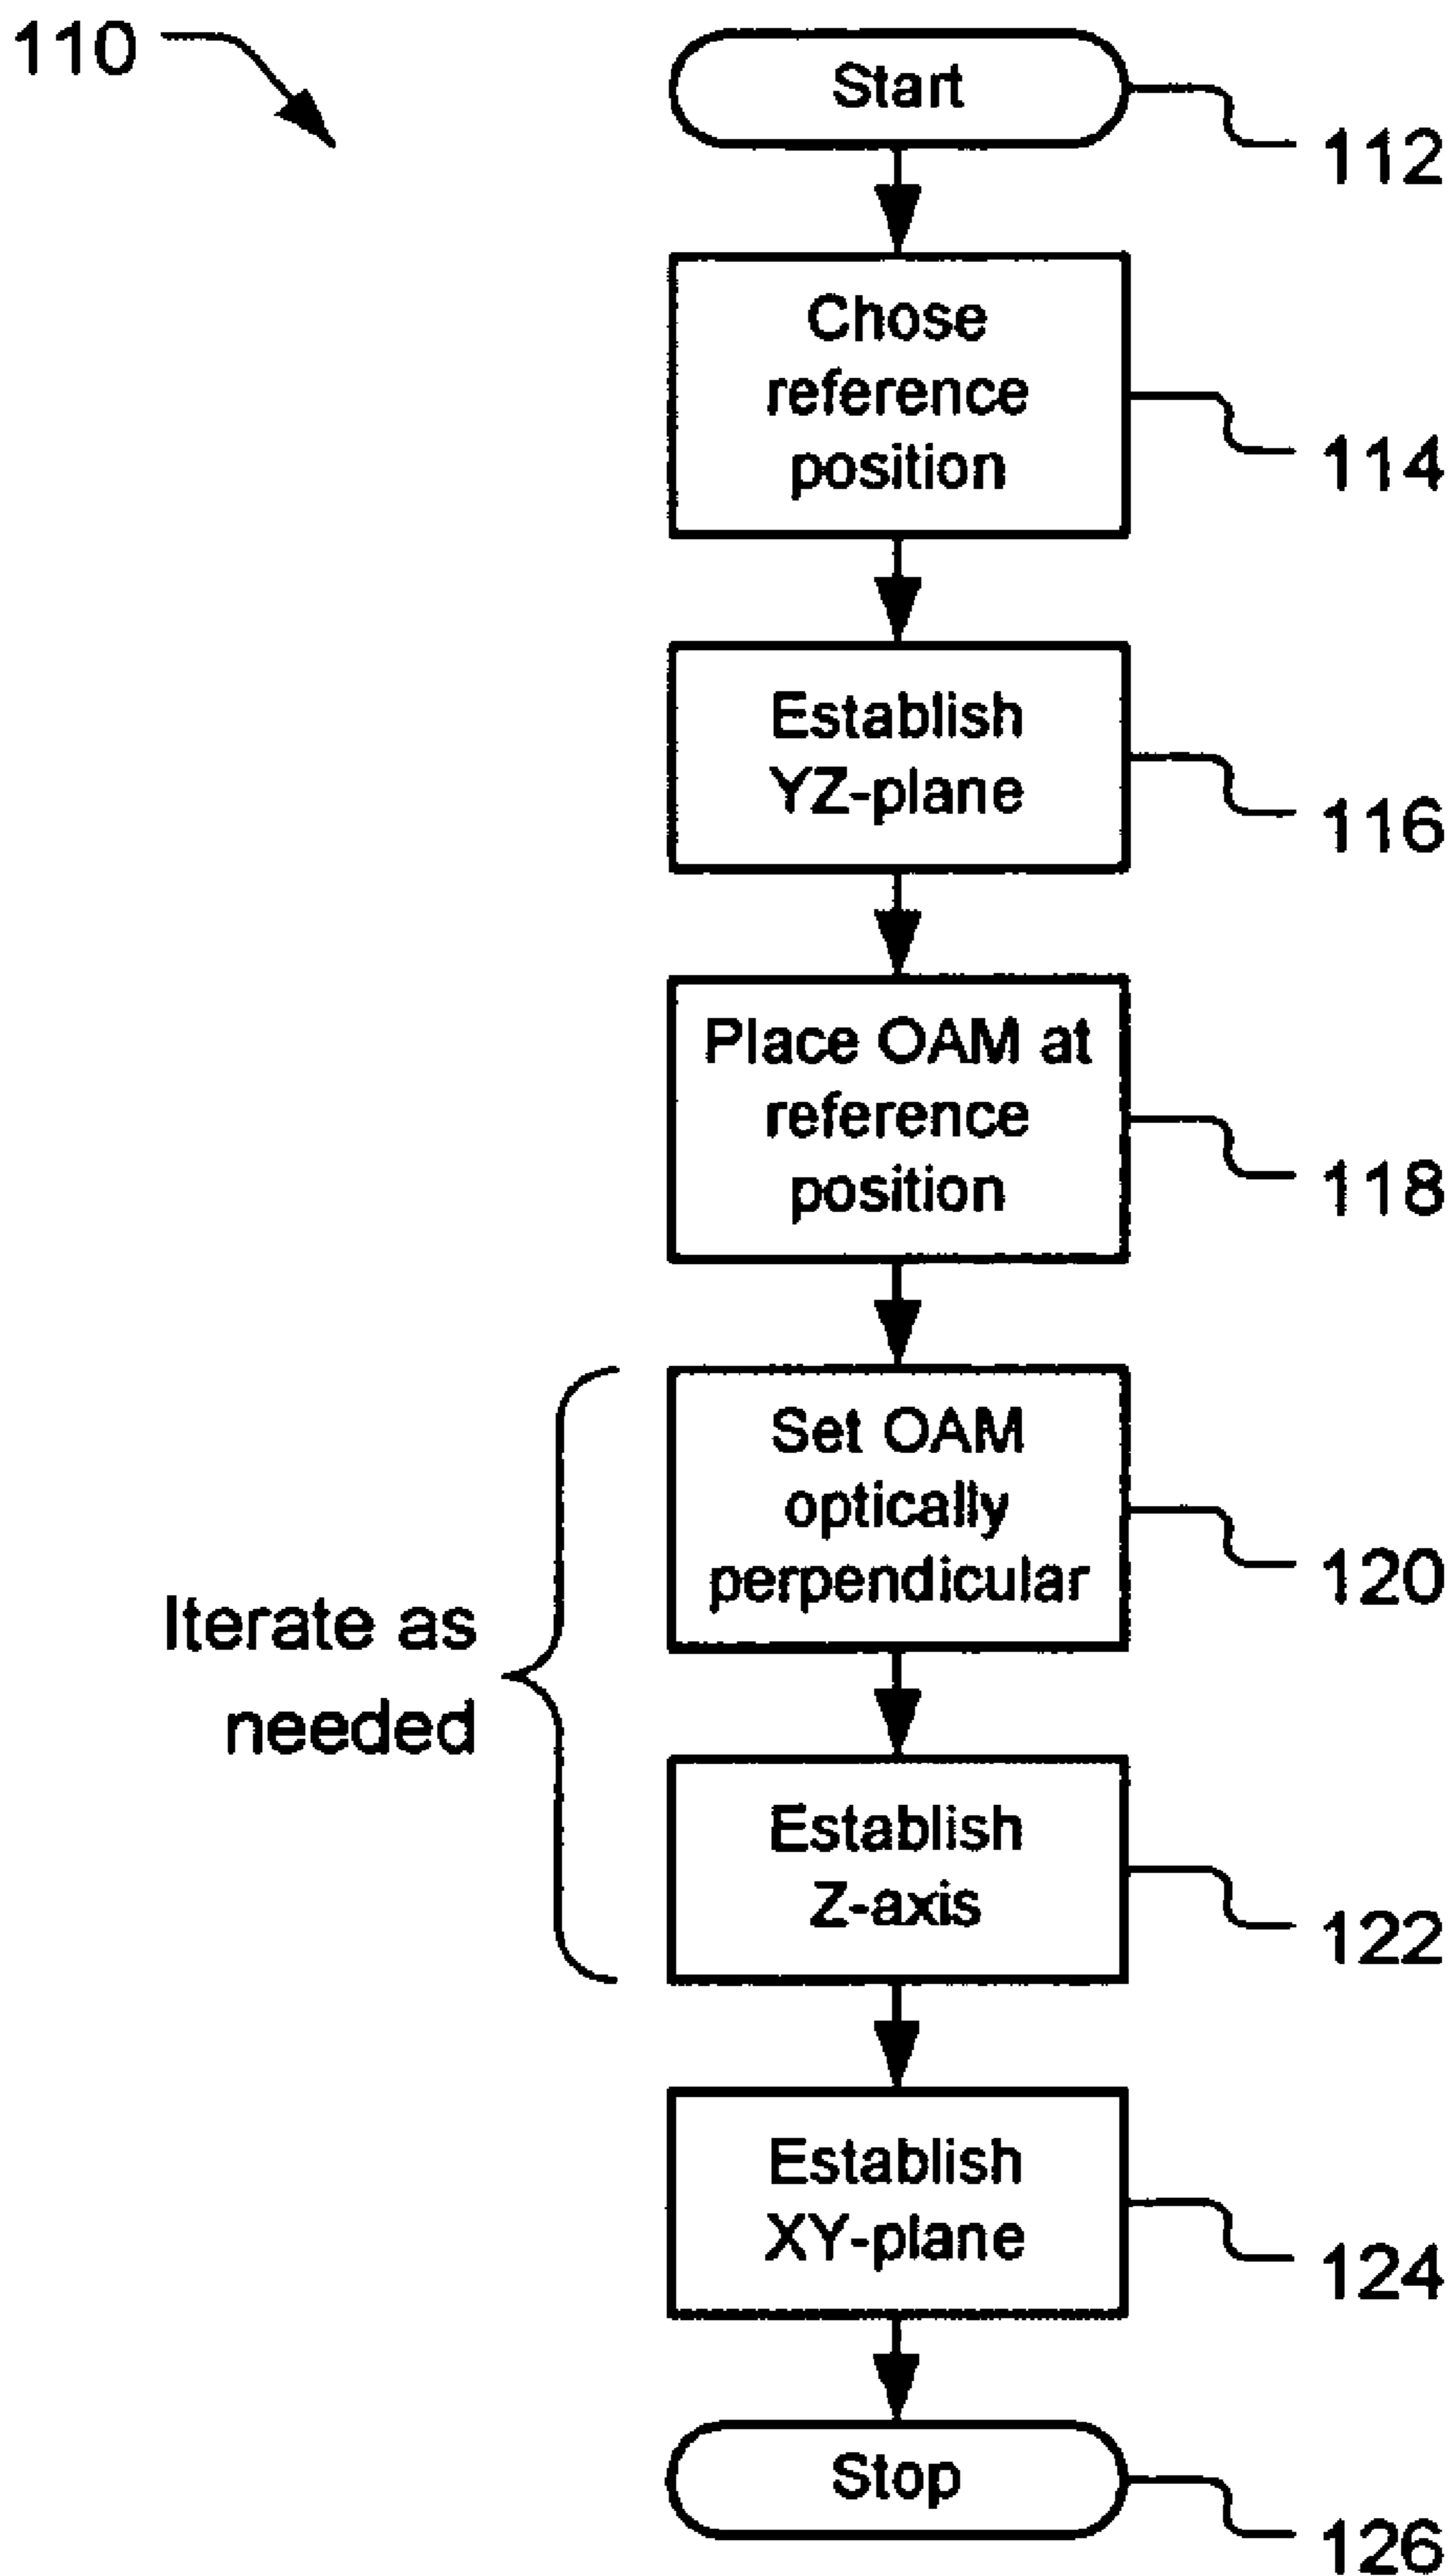 110
Start
112
Chose
reference
position
114
Establish
YZ-plane
116
Place OAM at
reference
position
118
Set OAM
optically
perpendicular
120
Iterate as
needed
Establish
Z-axis
122
Establish
XY-plane
124
Stop
126